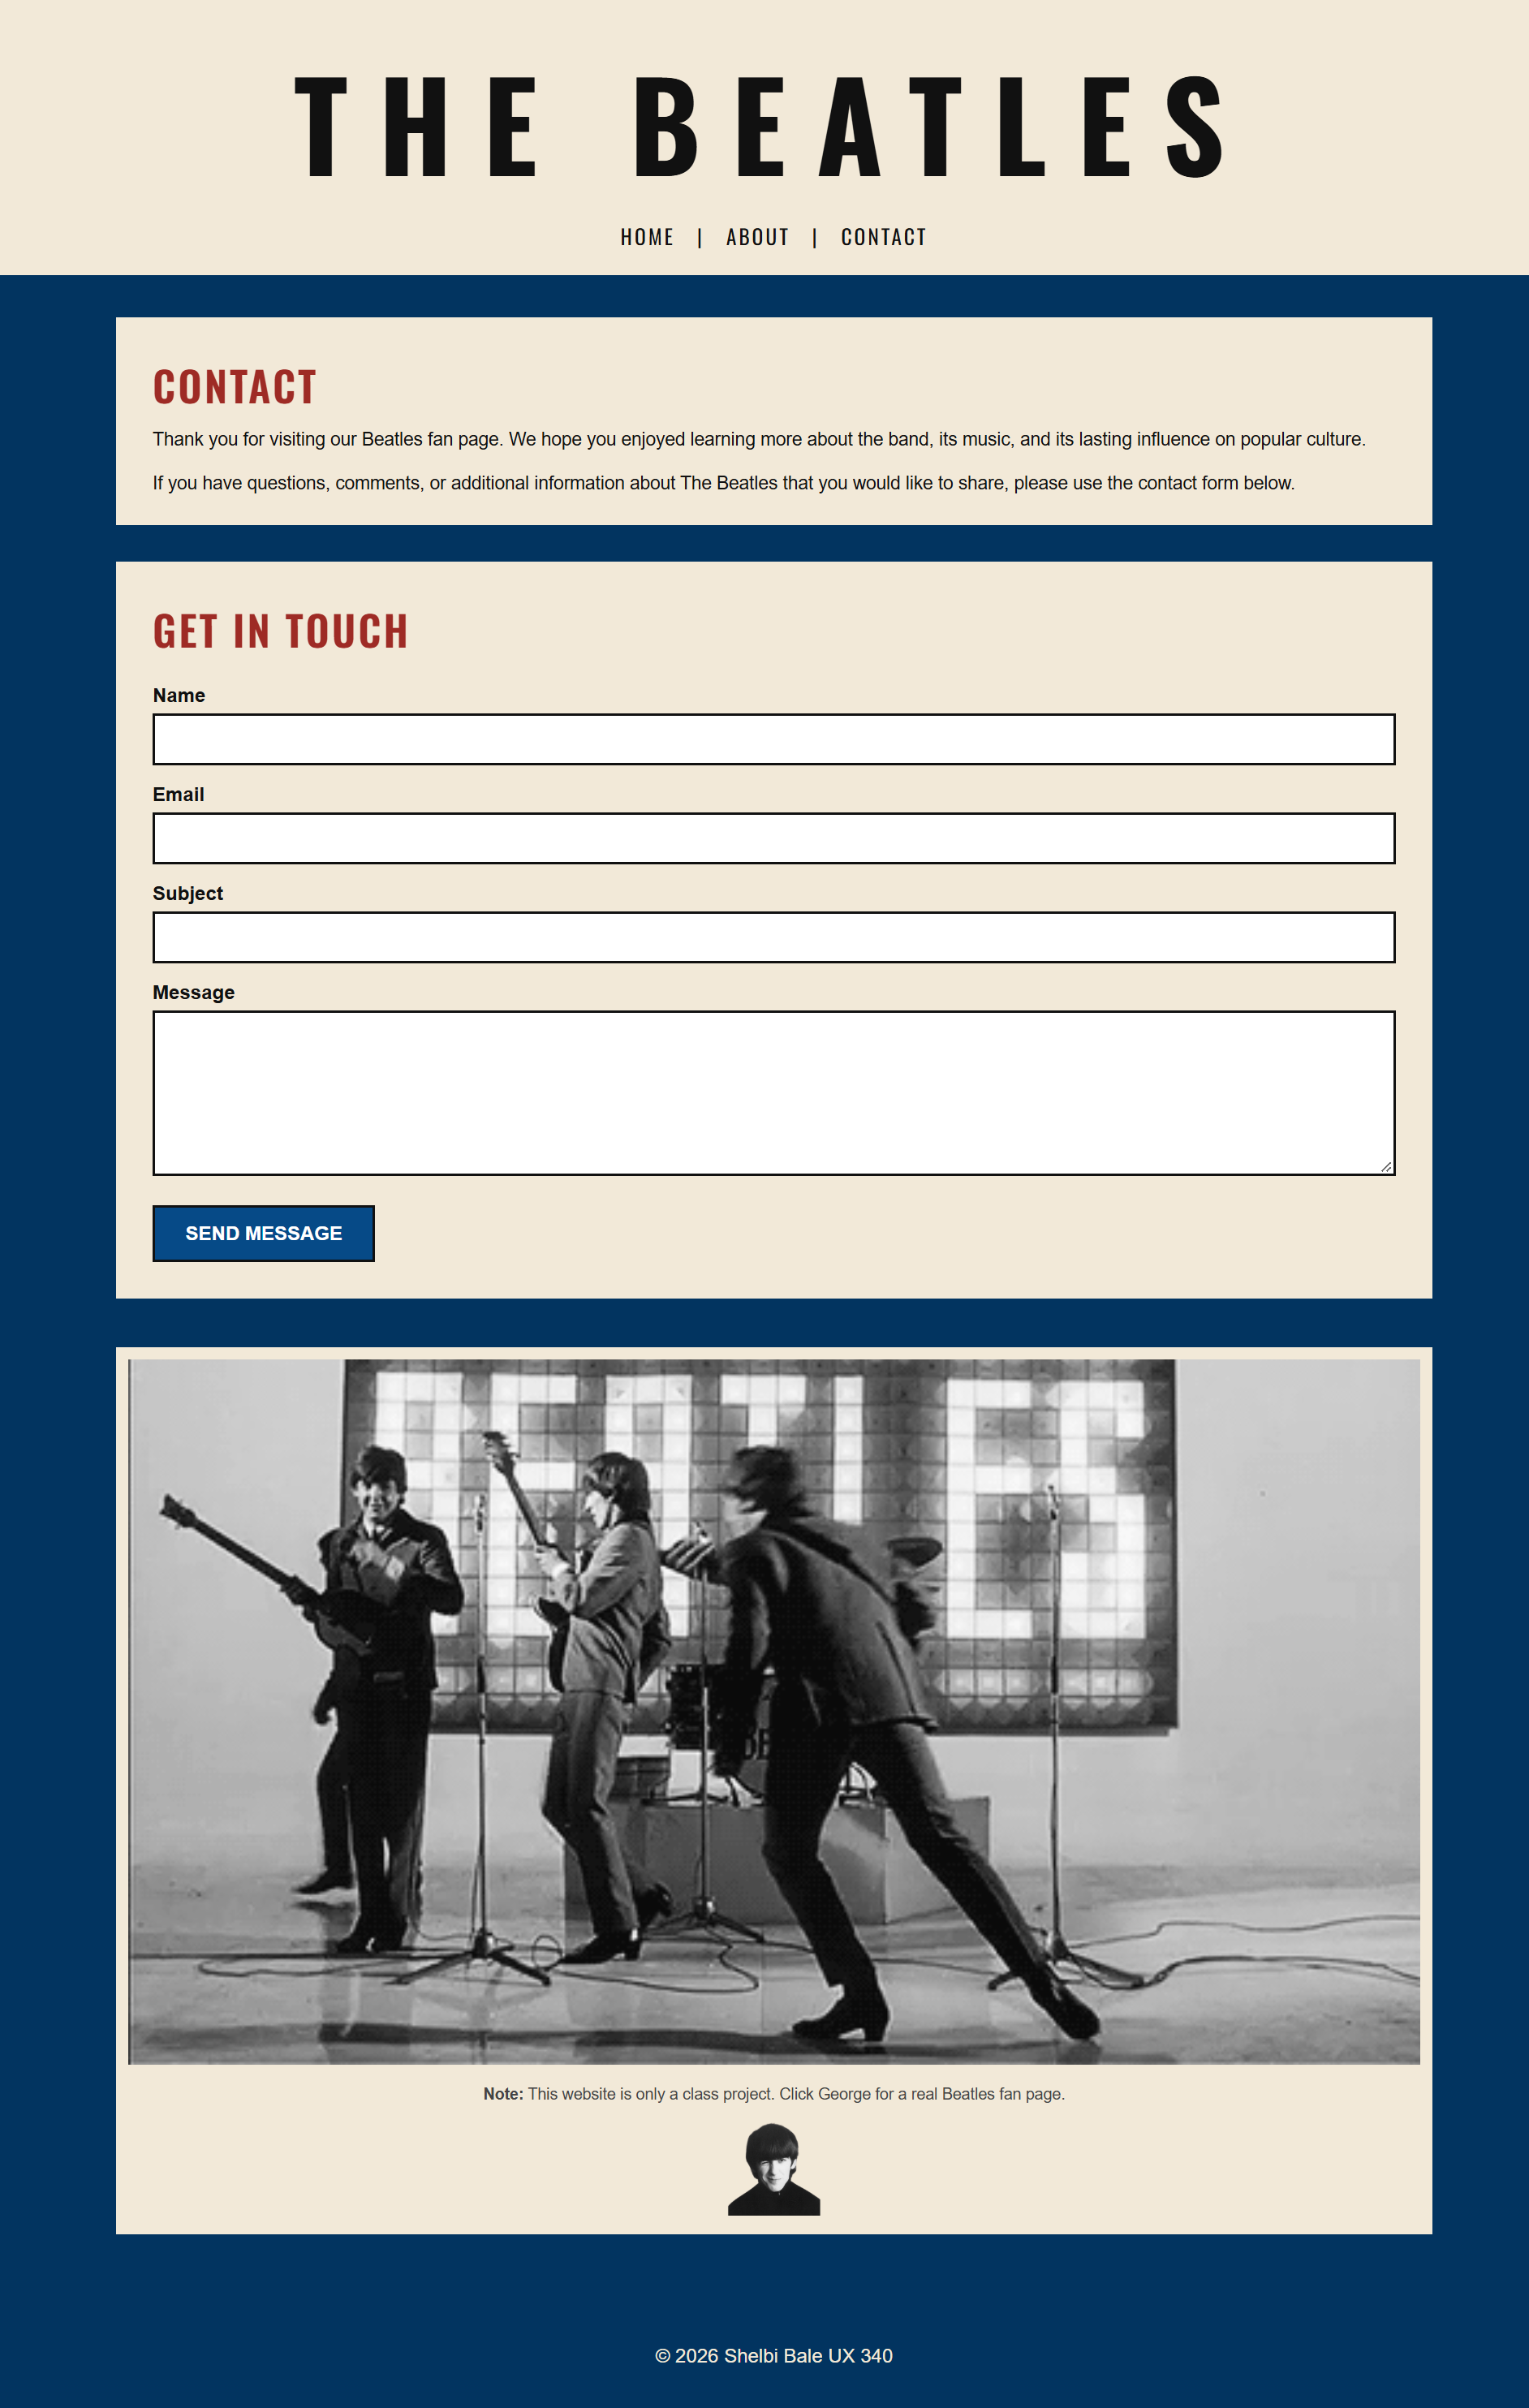 THE BEATLES
HOME | ABOUT | CONTACT
CONTACT
Thank you for visiting our Beatles fan page. We hope you enjoyed learning more about the band, its music, and its lasting influence on popular culture.
If you have questions, comments, or additional information about The Beatles that you would like to share, please use the contact form below.
GET IN TOUCH
Name
Email
Subject
Message
SEND MESSAGE
Note: This website is only a class project. Click George for a real Beatles fan page.
© 2026 Shelbi Bale UX 340